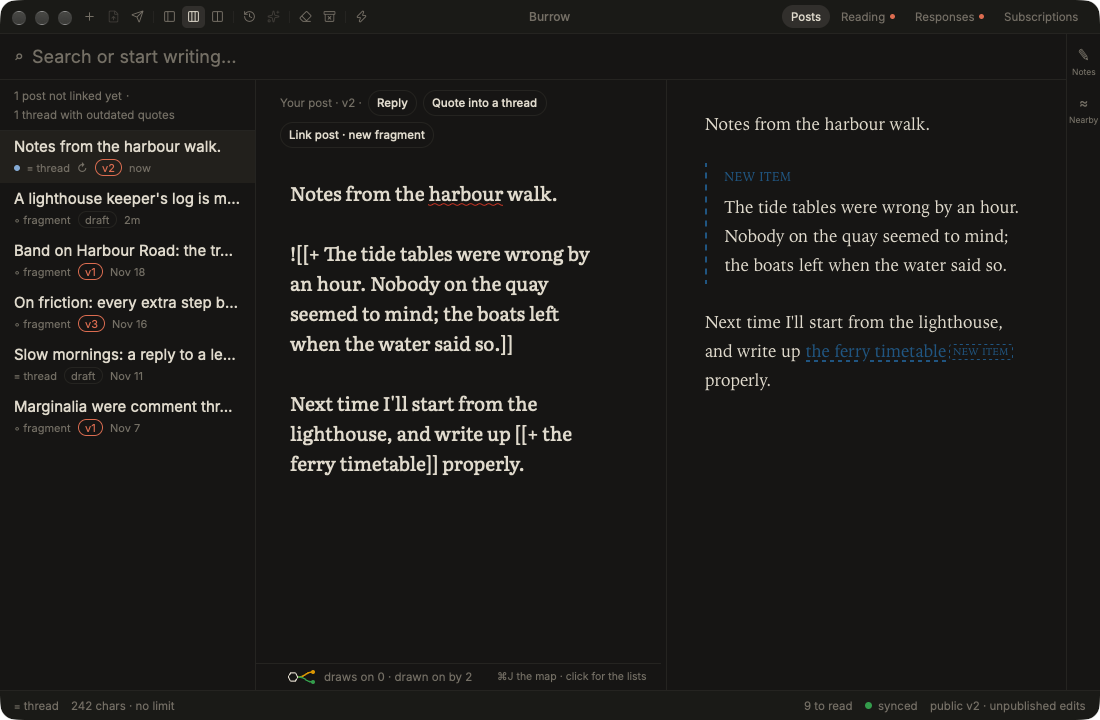 Burrow
Posts
Reading
Responses
Subscriptions
Search or start writing...
Notes
Nearby
1 post not linked yet ·
1 thread with outdated quotes
Notes from the harbour walk.
≡ thread ↻ v2 now
A lighthouse keeper's log is m...
∘ fragment draft 2m
Band on Harbour Road: the tr...
∘ fragment v1 Nov 18
On friction: every extra step b...
∘ fragment v3 Nov 16
Slow mornings: a reply to a le...
≡ thread draft Nov 11
Marginalia were comment thr...
∘ fragment v1 Nov 7
Your post · v2 · Reply Quote into a thread
Link post · new fragment
Notes from the harbour walk.
![[+ The tide tables were wrong by
an hour. Nobody on the quay
seemed to mind; the boats left
when the water said so.]]
Next time I'll start from the
lighthouse, and write up [[+ the
ferry timetable]] properly.
draws on 0 · drawn on by 2
⌘J the map · click for the lists
Notes from the harbour walk.
NEW ITEM
The tide tables were wrong by an hour.
Nobody on the quay seemed to mind;
the boats left when the water said so.
Next time I'll start from the lighthouse,
and write up the ferry timetable NEW ITEM
properly.
≡ thread 242 chars · no limit
9 to read synced public v2 · unpublished edits